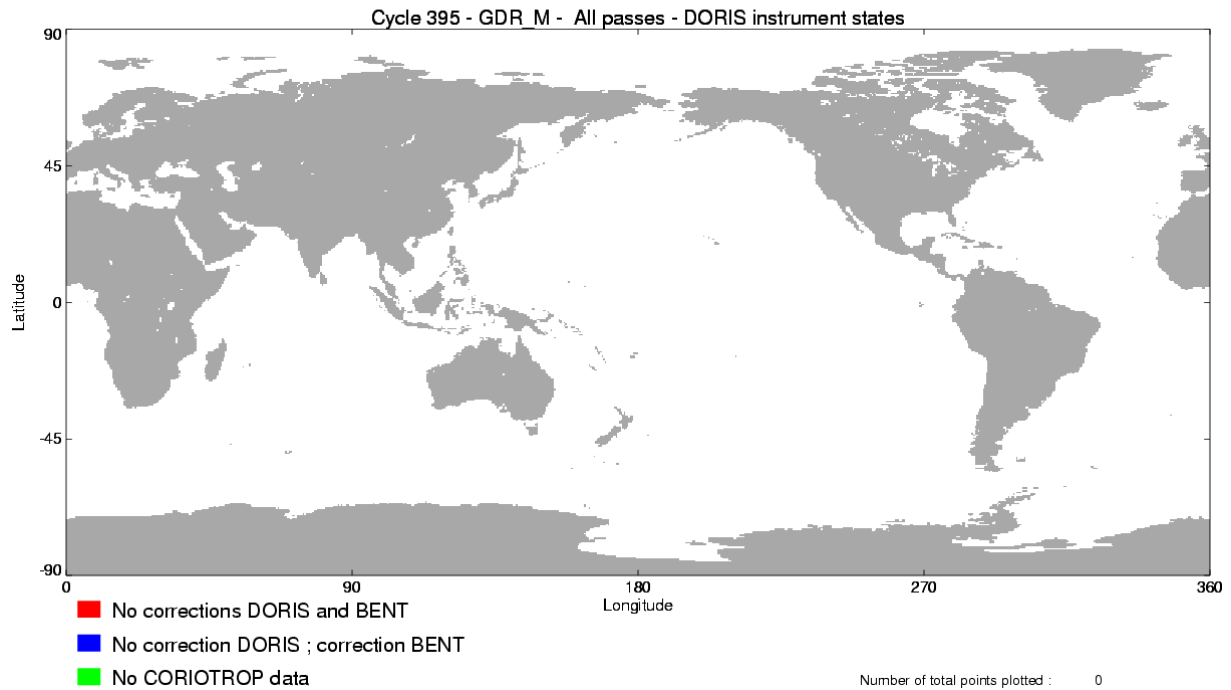 Cycle 395 - GDR_M - All passes - DORIS instrument states
90
45
0
-45
-90
Latitude
0 90 180 270 360
Longitude
No corrections DORIS and BENT
No correction DORIS ; correction BENT
No CORIOTROP data
Number of total points plotted : 0